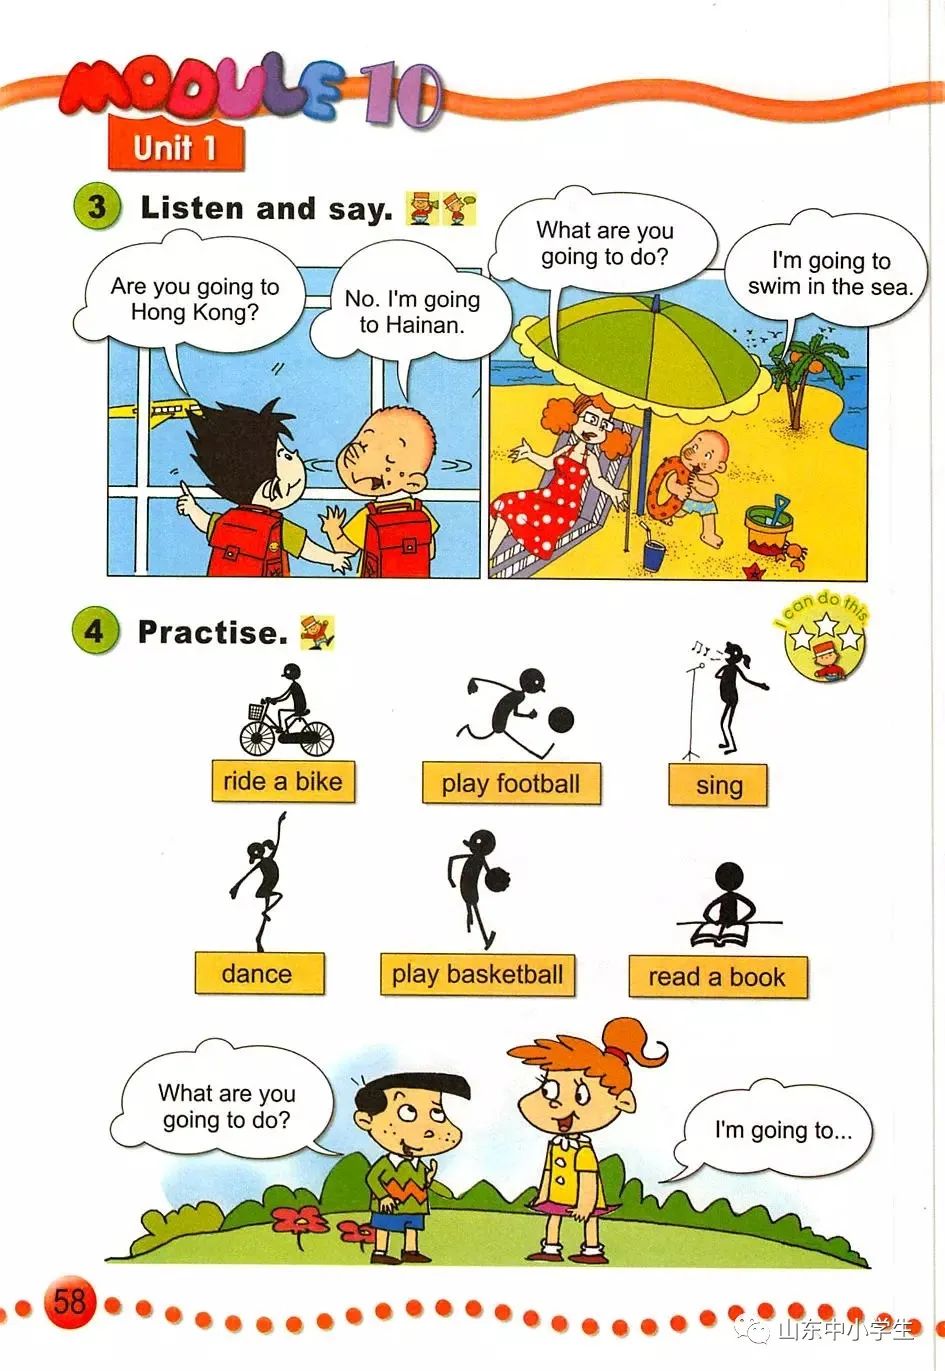 MODULE 10
Unit 1
3 Listen and say.
Are you going to
Hong Kong?
No. I'm going
to Hainan.
What are you
going to do?
I'm going to
swim in the sea.
4 Practise.
I can do this.
ride a bike
play football
sing
dance
play basketball
read a book
What are you
going to do?
I'm going to...
58
山东中小学生